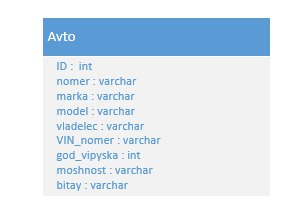 Avto
ID :  int
nomer : varchar
marka : varchar
model : varchar
vladelec : varchar
VIN_nomer : varchar
god_vipyska : int
moshnost : varchar
bitay : varchar